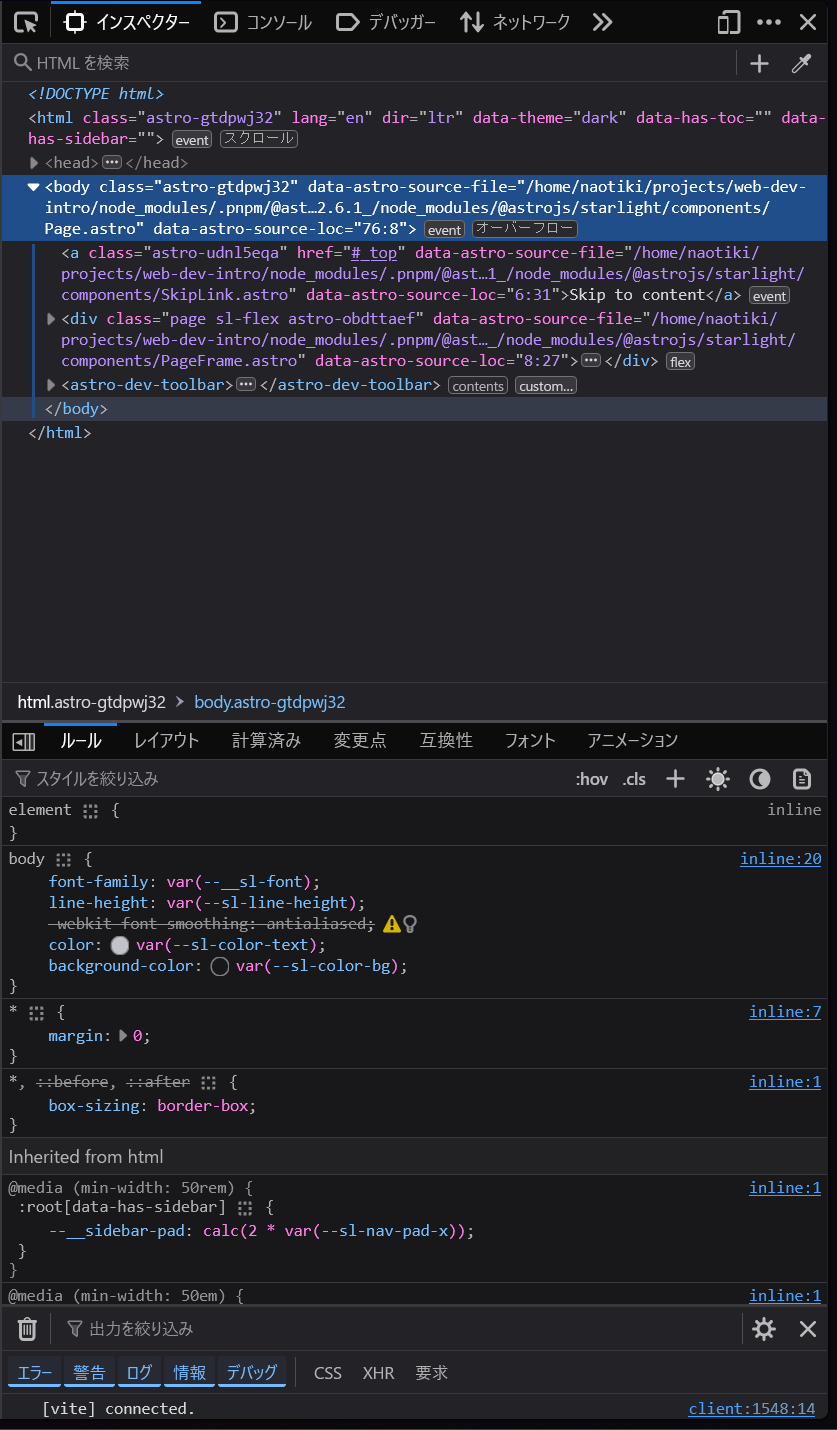 インスペクター コンソール デバッガー ネットワーク
HTML を検索
<!DOCTYPE html>
<html class="astro-gtdpwj32" lang="en" dir="ltr" data-theme="dark" data-has-toc="" data-
has-sidebar=""> event スクロール
<head> ••• </head>
<body class="astro-gtdpwj32" data-astro-source-file="/home/naotiki/projects/web-dev-
intro/node_modules/.pnpm/@ast…2.6.1_/node_modules/@astrojs/starlight/components/
Page.astro" data-astro-source-loc="76:8"> event オーバーフロー
<a class="astro-udnl5eqa" href="#_top" data-astro-source-file="/home/naotiki/
projects/web-dev-intro/node_modules/.pnpm/@ast…1_/node_modules/@astrojs/starlight/
components/SkipLink.astro" data-astro-source-loc="6:31">Skip to content</a> event
<div class="page sl-flex astro-obdttaef" data-astro-source-file="/home/naotiki/
projects/web-dev-intro/node_modules/.pnpm/@ast…_/node_modules/@astrojs/starlight/
components/PageFrame.astro" data-astro-source-loc="8:27"> ••• </div> flex
<astro-dev-toolbar> ••• </astro-dev-toolbar> contents custom…
</body>
</html>
html.astro-gtdpwj32 > body.astro-gtdpwj32
ルール レイアウト 計算済み 変更点 互換性 フォント アニメーション
スタイルを絞り込み :hov .cls
element { inline
}
body { inline:20
font-family: var(--__sl-font);
line-height: var(--sl-line-height);
-webkit-font-smoothing: antialiased;
color: var(--sl-color-text);
background-color: var(--sl-color-bg);
}
* { inline:7
margin: 0;
}
*, ::before, ::after { inline:1
box-sizing: border-box;
}
Inherited from html
@media (min-width: 50rem) { inline:1
:root[data-has-sidebar] {
--__sidebar-pad: calc(2 * var(--sl-nav-pad-x));
}
}
@media (min-width: 50em) { inline:1
出力を絞り込み
エラー 警告 ログ 情報 デバッグ CSS XHR 要求
[vite] connected. client:1548:14